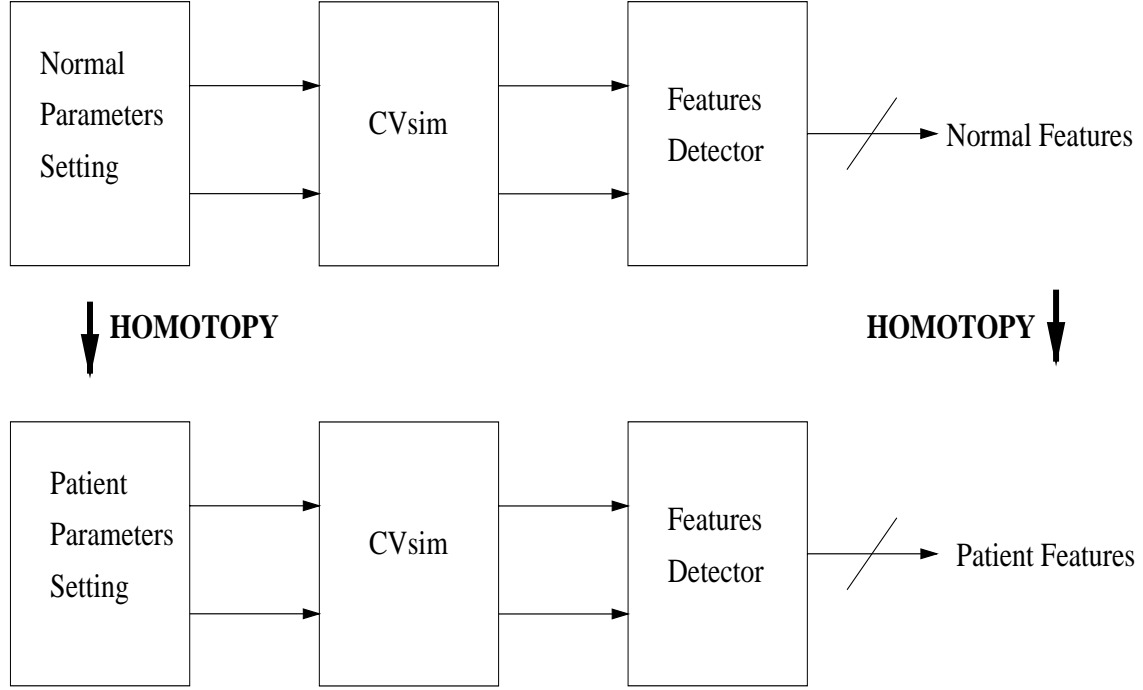 Normal
Parameters
Setting
CVsim
Features
Detector
Normal Features
HOMOTOPY
HOMOTOPY
Patient
Parameters
Setting
CVsim
Features
Detector
Patient Features